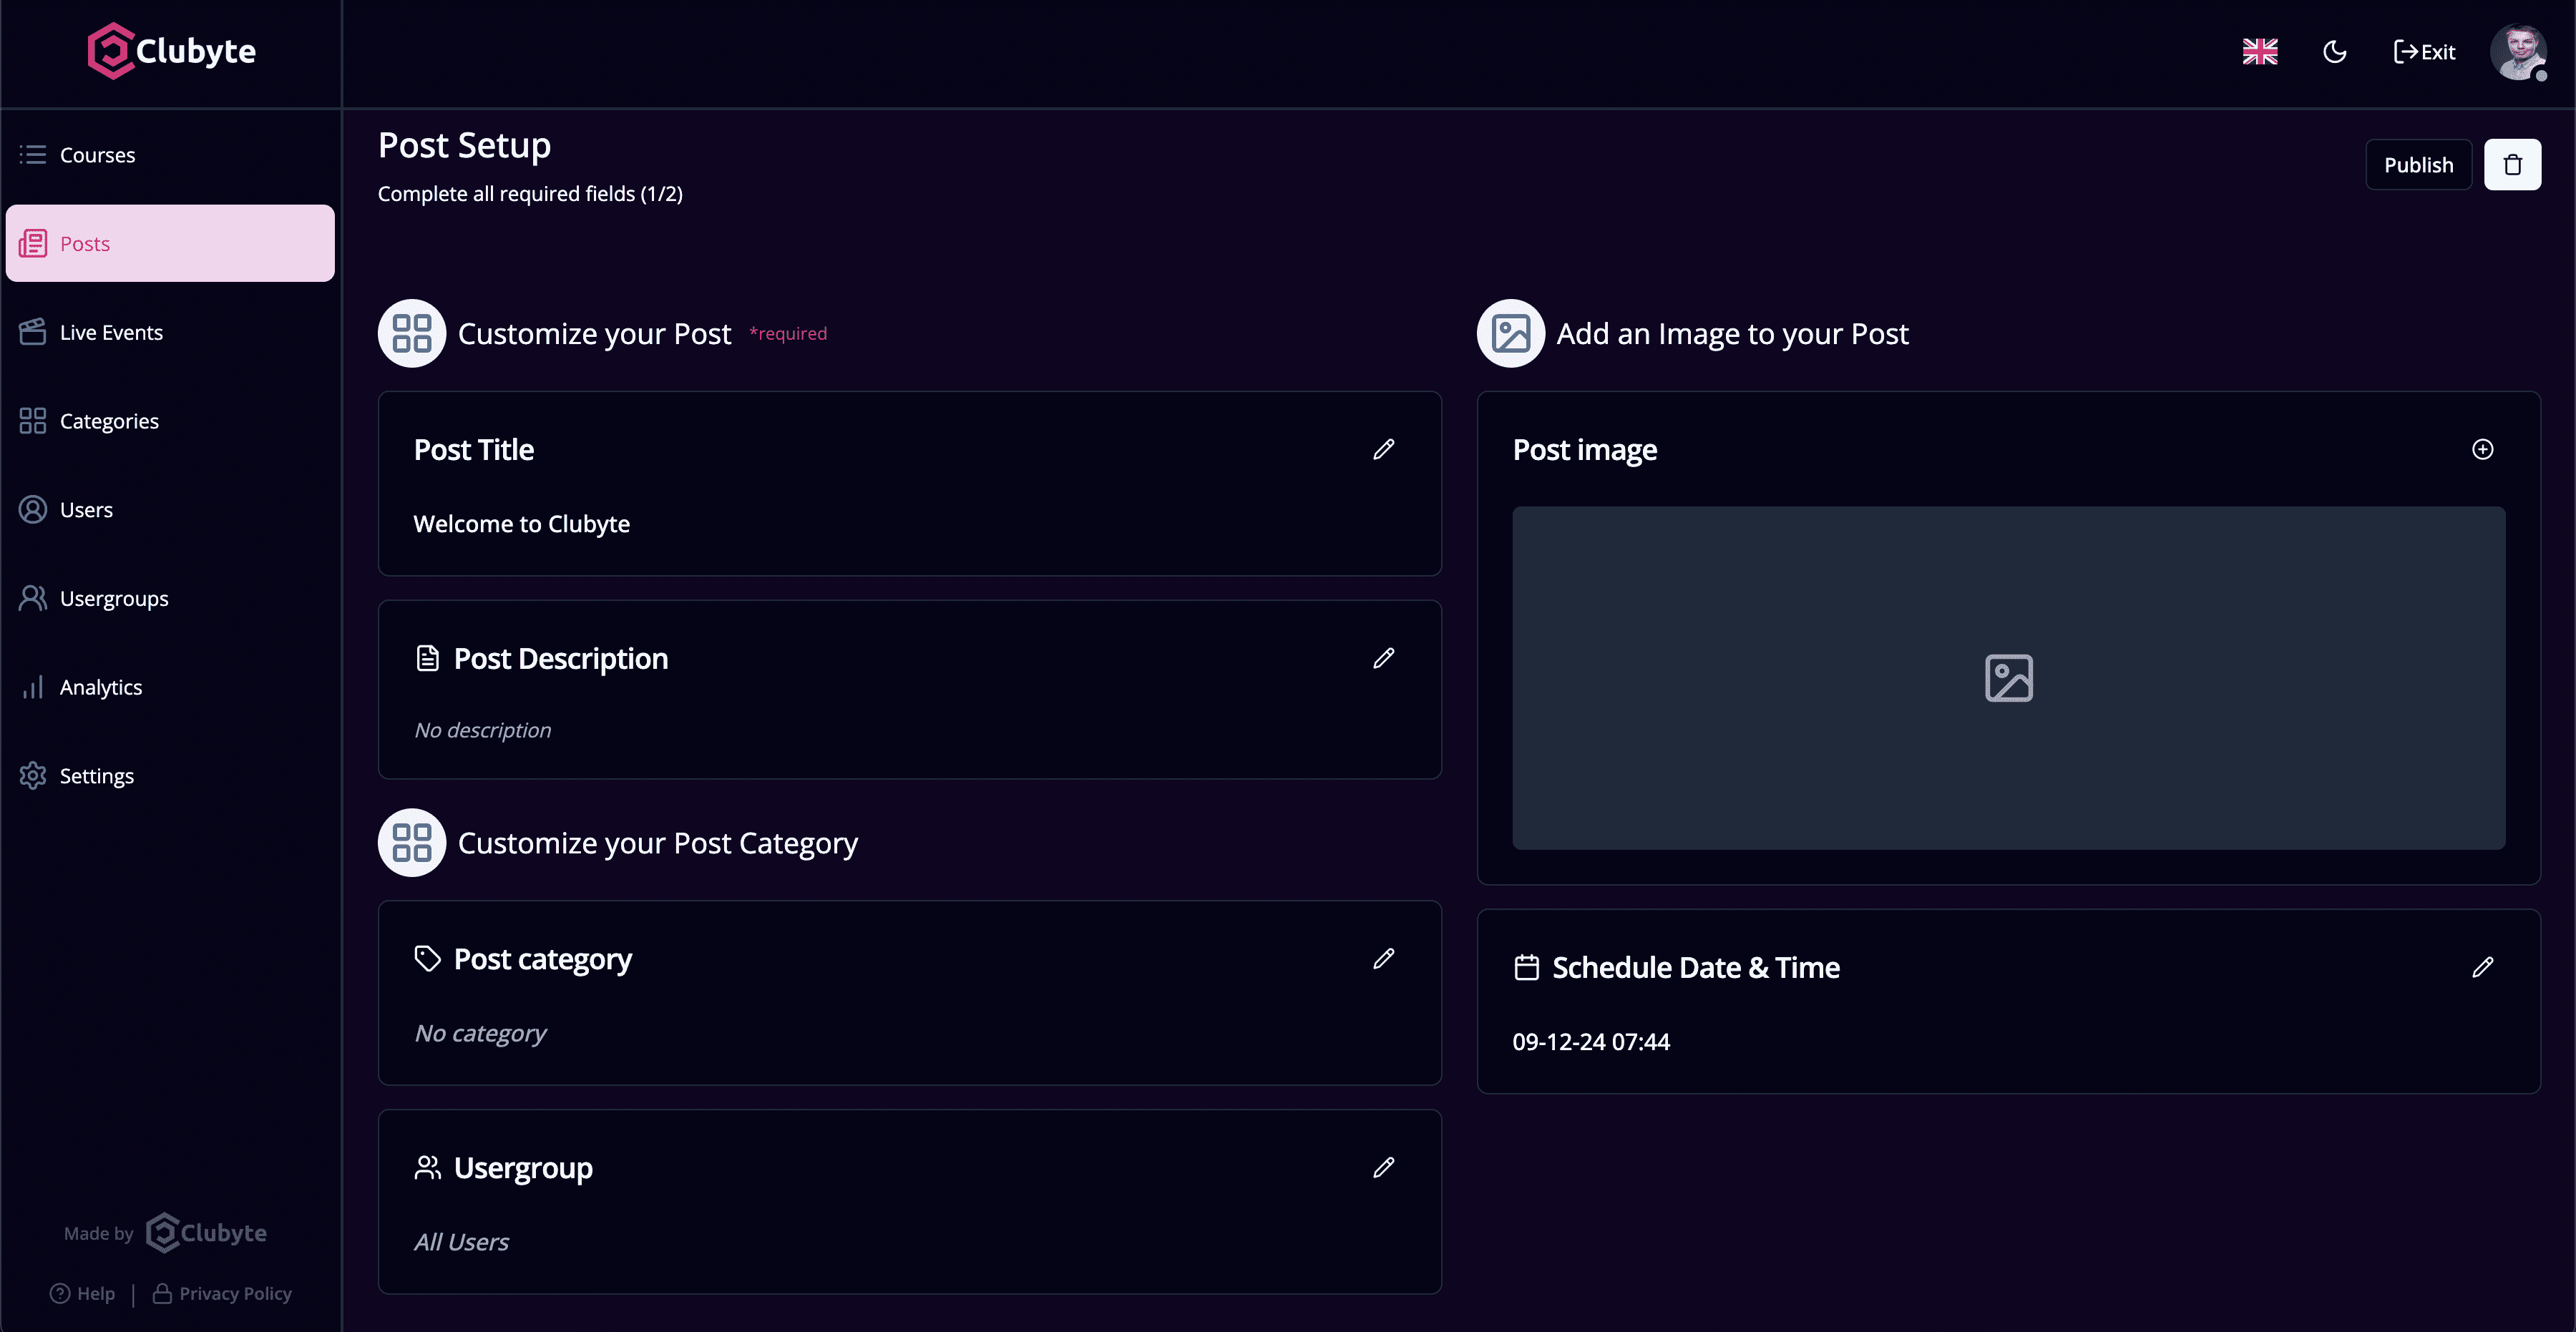 Clubyte
Exit
Courses
Posts
Live Events
Categories
Users
Usergroups
Analytics
Settings
Made by Clubyte
Help | Privacy Policy
Post Setup
Complete all required fields (1/2)
Publish
Customize your Post *required
Post Title
Welcome to Clubyte
Post Description
No description
Customize your Post Category
Post category
No category
Usergroup
All Users
Add an Image to your Post
Post image
Schedule Date & Time
09-12-24 07:44